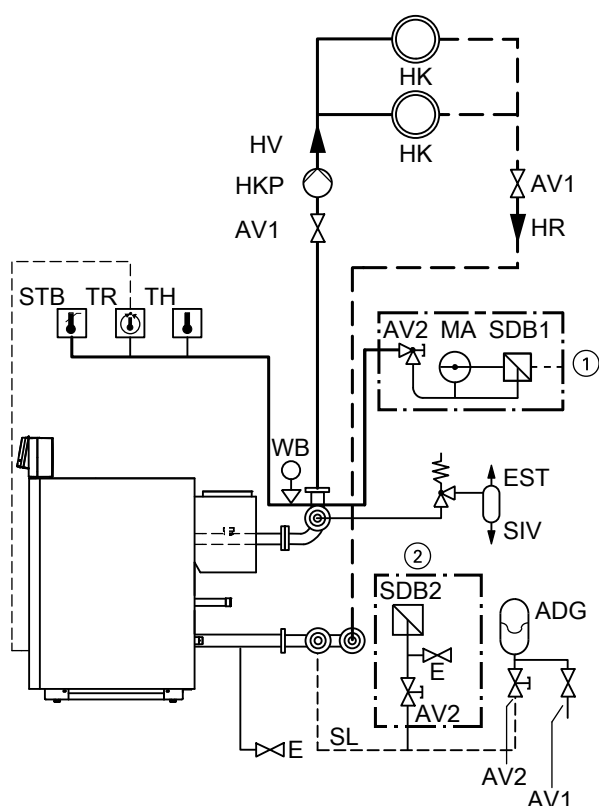 HK
HK
HV
HKP
AV1
AV1
HR
STB TR TH
AV2 MA SDB1
①
WB
EST
SIV
②
SDB2
ADG
E
AV2
E
SL
AV2
AV1